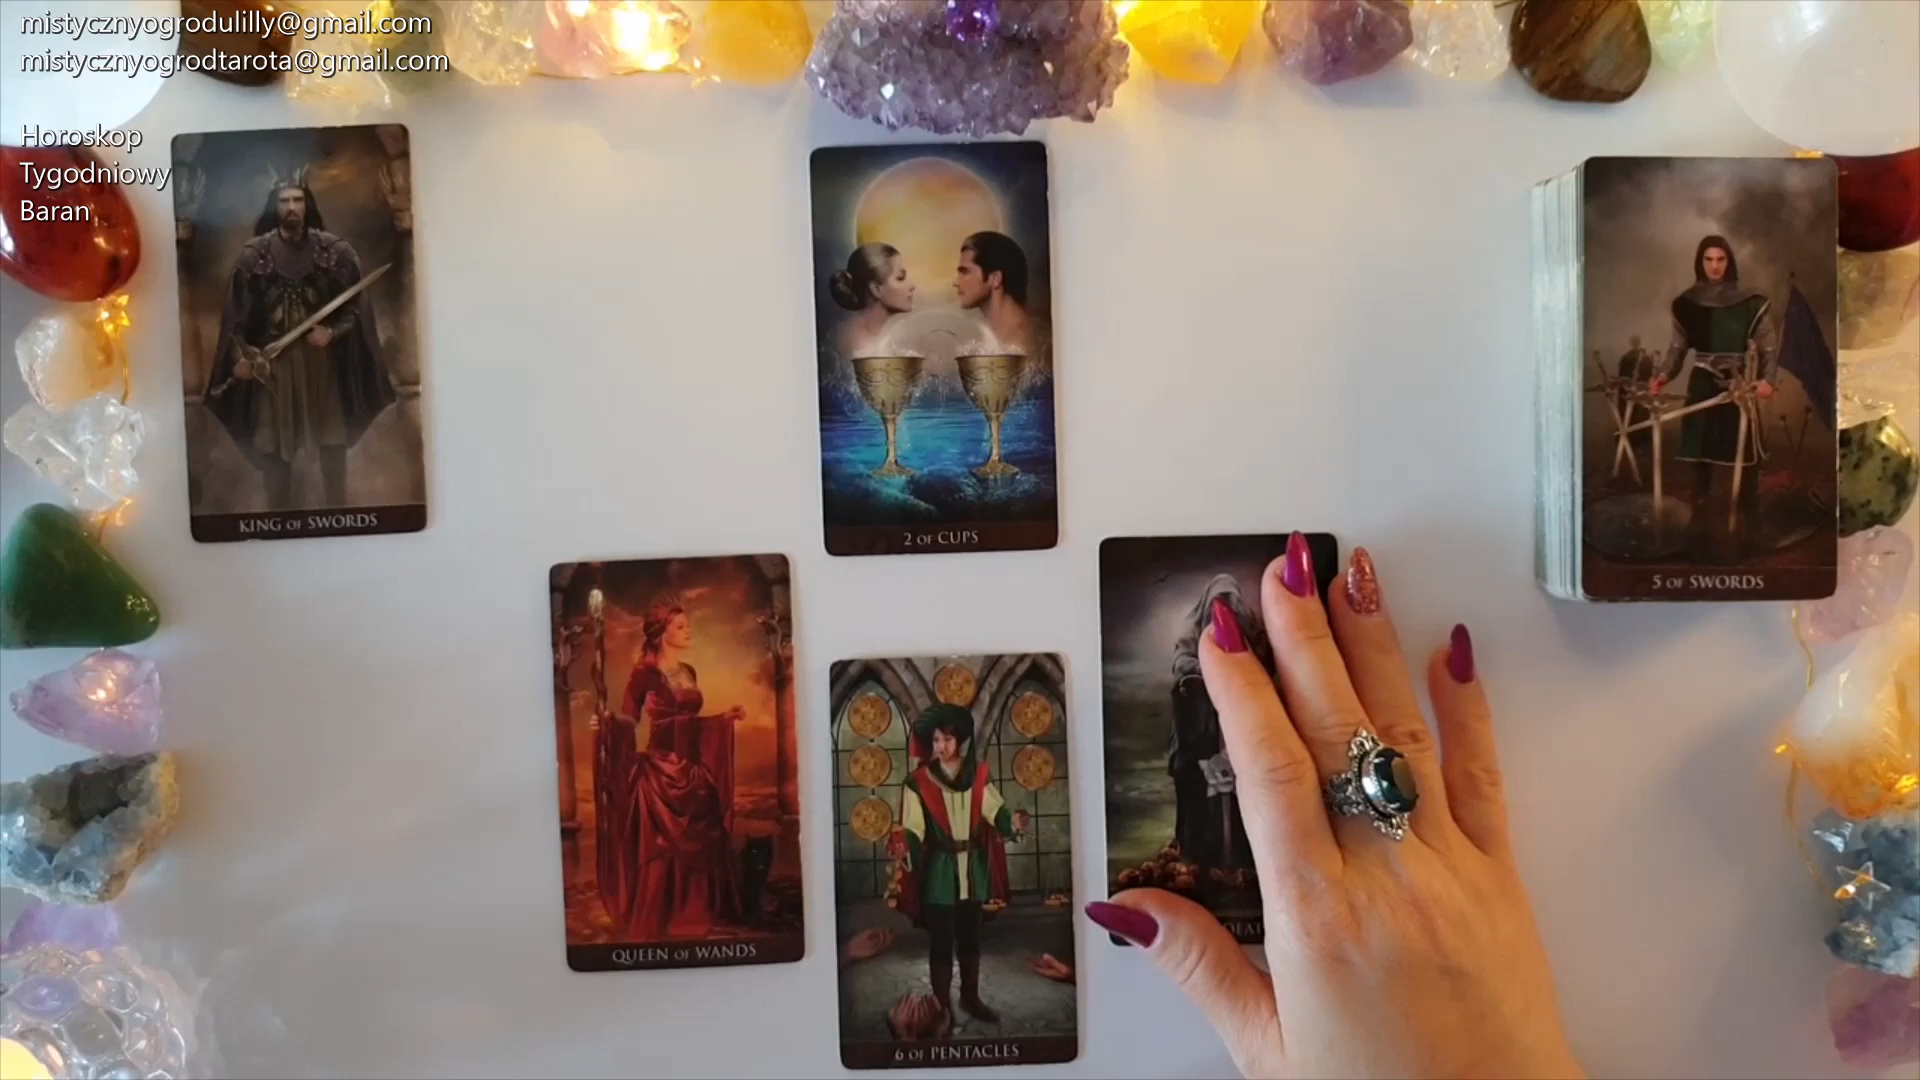 mistycznyogrodulilly@gmail.com
mistycznyogrodtarota@gmail.com
Horoskop
Tygodniowy
Baran
KING OF SWORDS
2 OF CUPS
5 OF SWORDS
QUEEN OF WANDS
6 OF PENTACLES